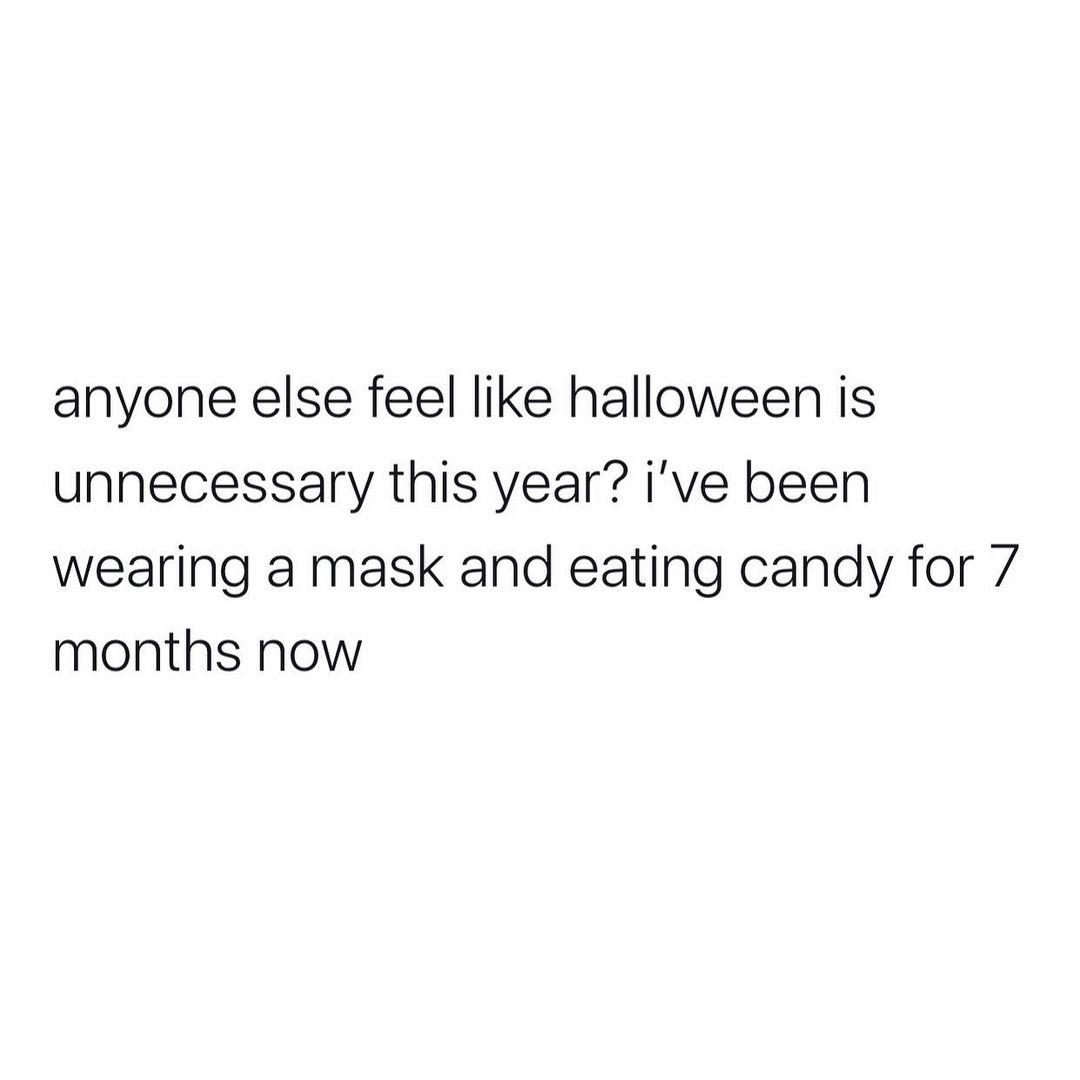 anyone else feel like halloween is
unnecessary this year? i’ve been
wearing a mask and eating candy for 7
months now